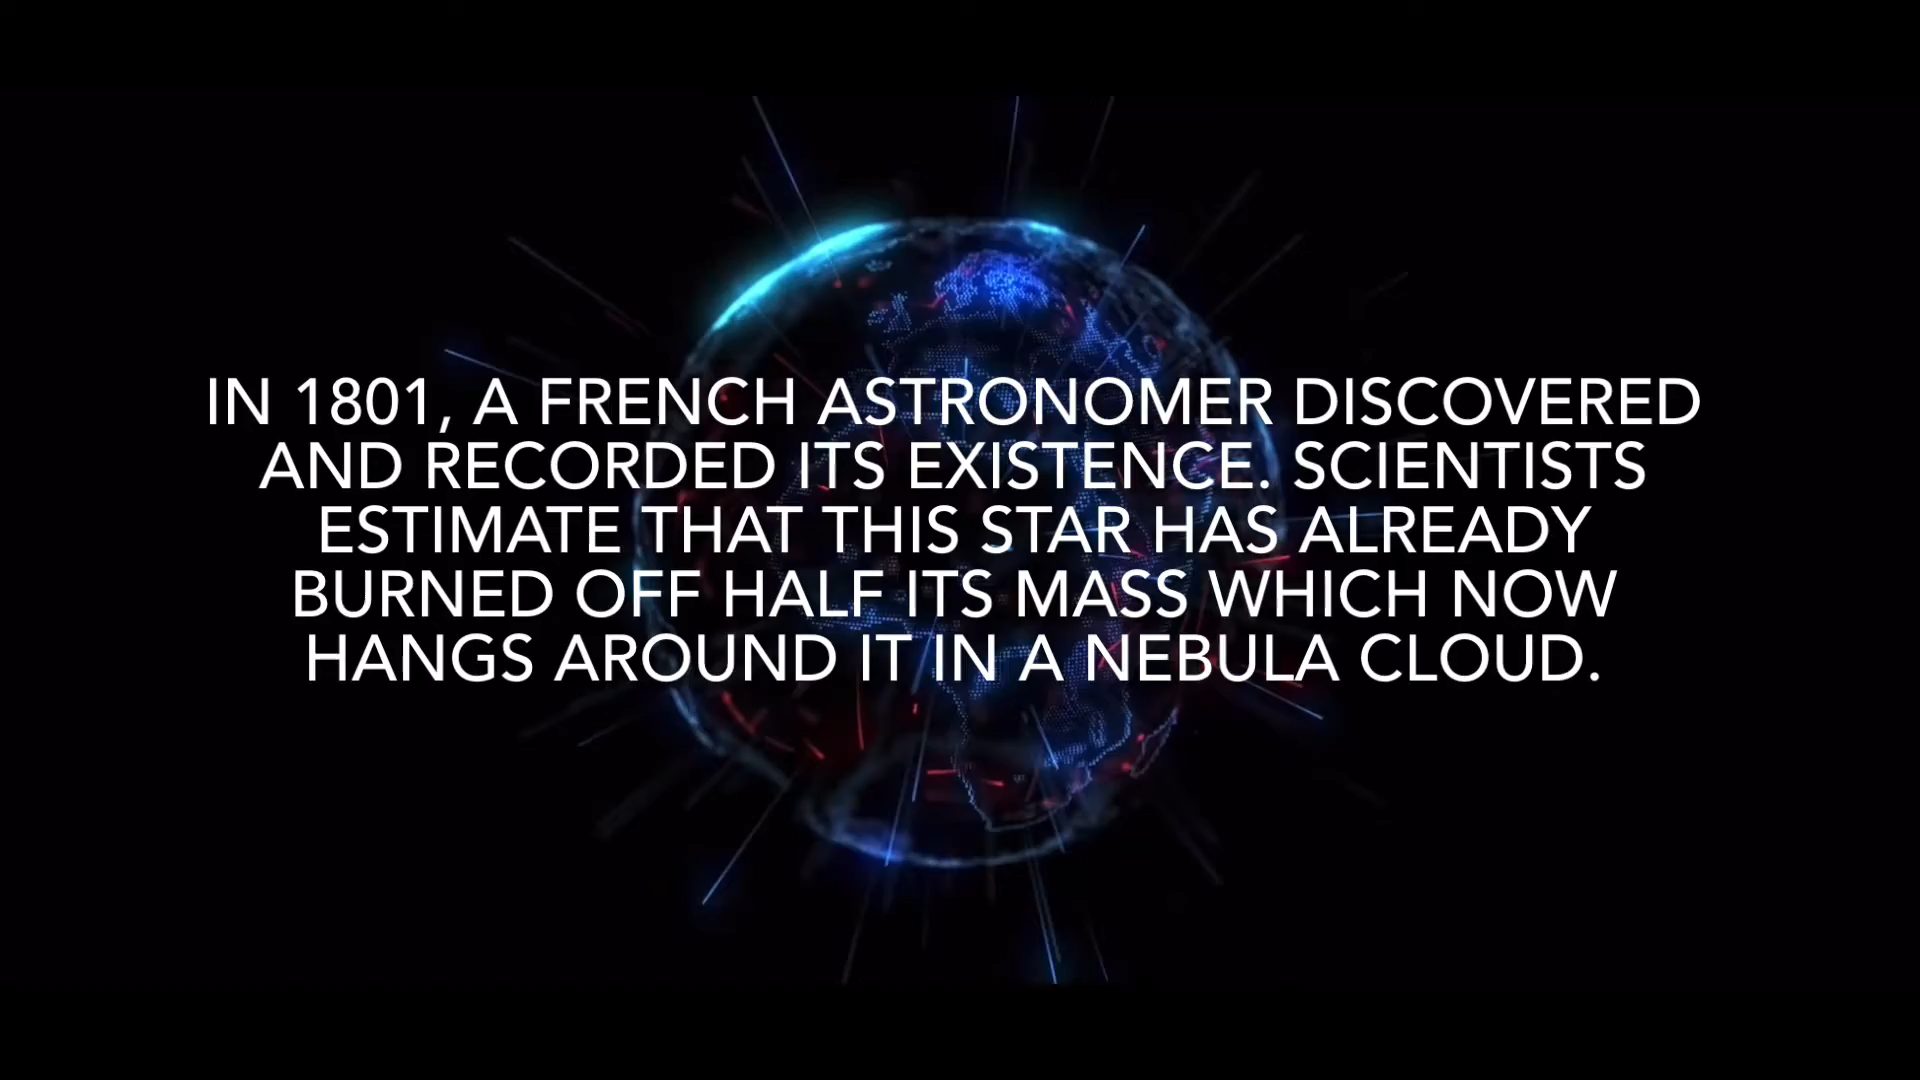 IN 1801, A FRENCH ASTRONOMER DISCOVERED
AND RECORDED ITS EXISTENCE. SCIENTISTS
ESTIMATE THAT THIS STAR HAS ALREADY
BURNED OFF HALF ITS MASS WHICH NOW
HANGS AROUND IT IN A NEBULA CLOUD.